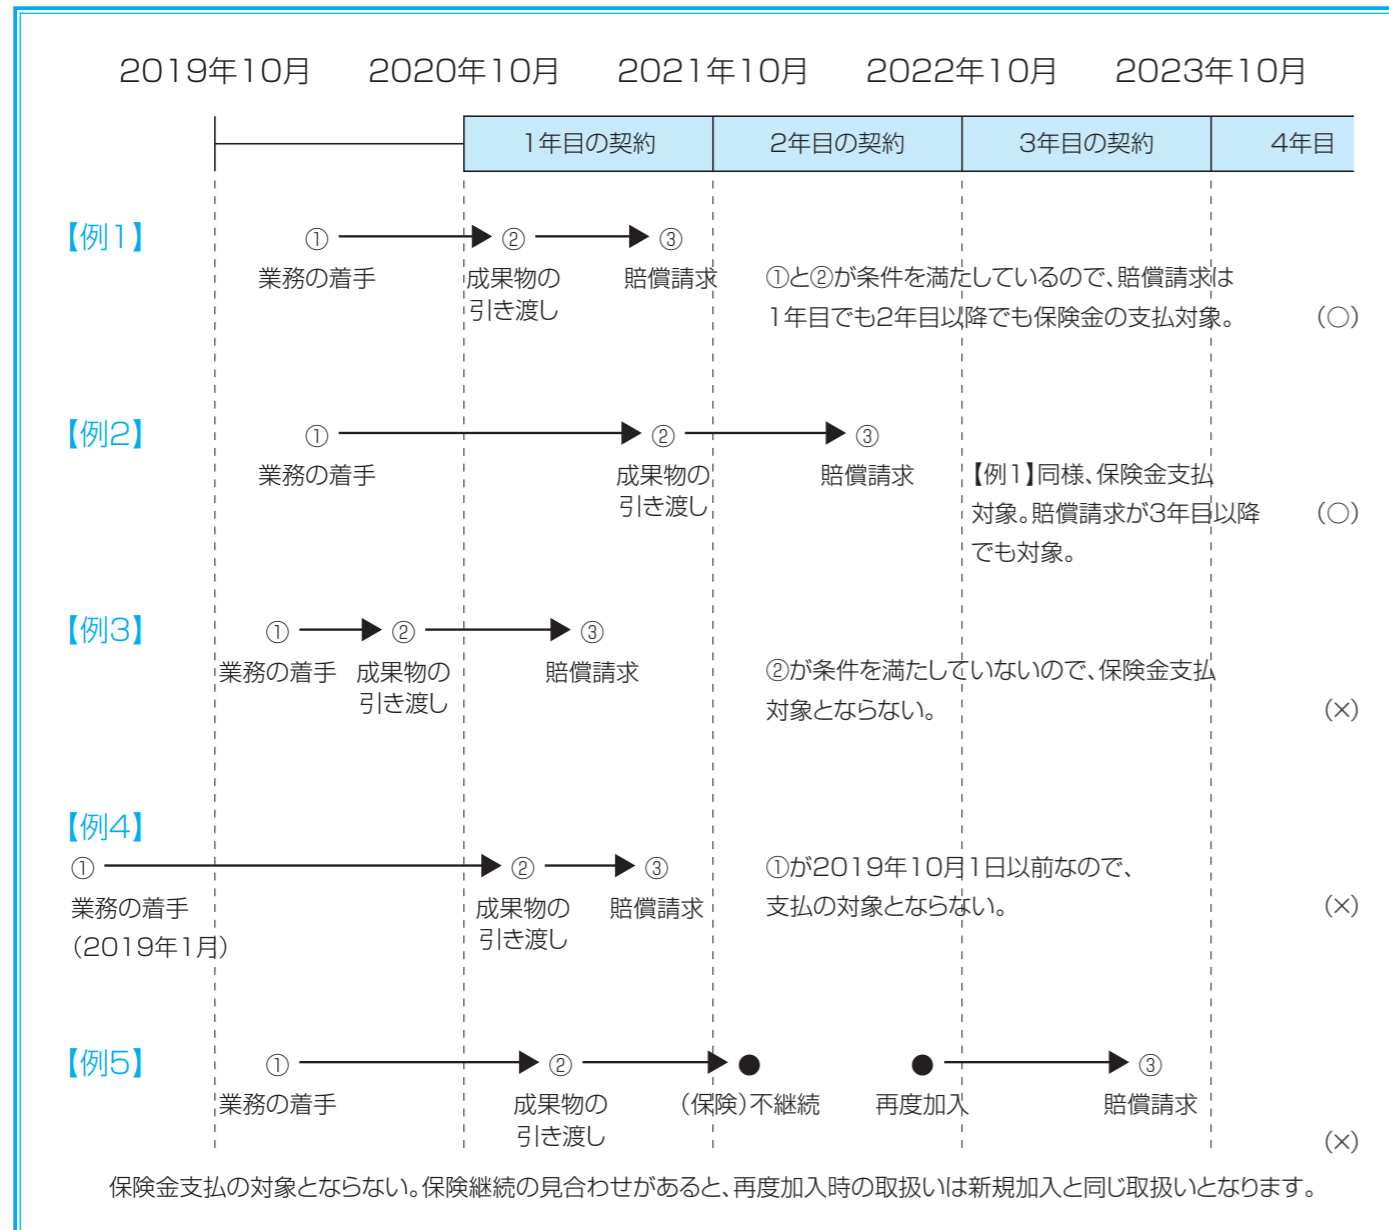 2019年10月 2020年10月 2021年10月 2022年10月 2023年10月
1年目の契約 2年目の契約 3年目の契約 4年目
【例1】
① ② ③
業務の着手 成果物の引き渡し 賠償請求
①と②が条件を満たしているので、賠償請求は
1年目でも2年目以降でも保険金の支払対象。 (○)
【例2】
① ② ③
業務の着手 成果物の引き渡し 賠償請求
【例1】同様、保険金支払
対象。賠償請求が3年目以降 (○)
でも対象。
【例3】
① ② ③
業務の着手 成果物の引き渡し 賠償請求
②が条件を満たしていないので、保険金支払
対象とならない。 (×)
【例4】
① ② ③
業務の着手 成果物の引き渡し 賠償請求
(2019年1月)
①が2019年10月1日以前なので、
支払の対象とならない。 (×)
【例5】
① ② ● ● ③
業務の着手 成果物の引き渡し (保険)不継続 再度加入 賠償請求
(×)
保険金支払の対象とならない。保険継続の見合わせがあると、再度加入時の取扱いは新規加入と同じ取扱いとなります。